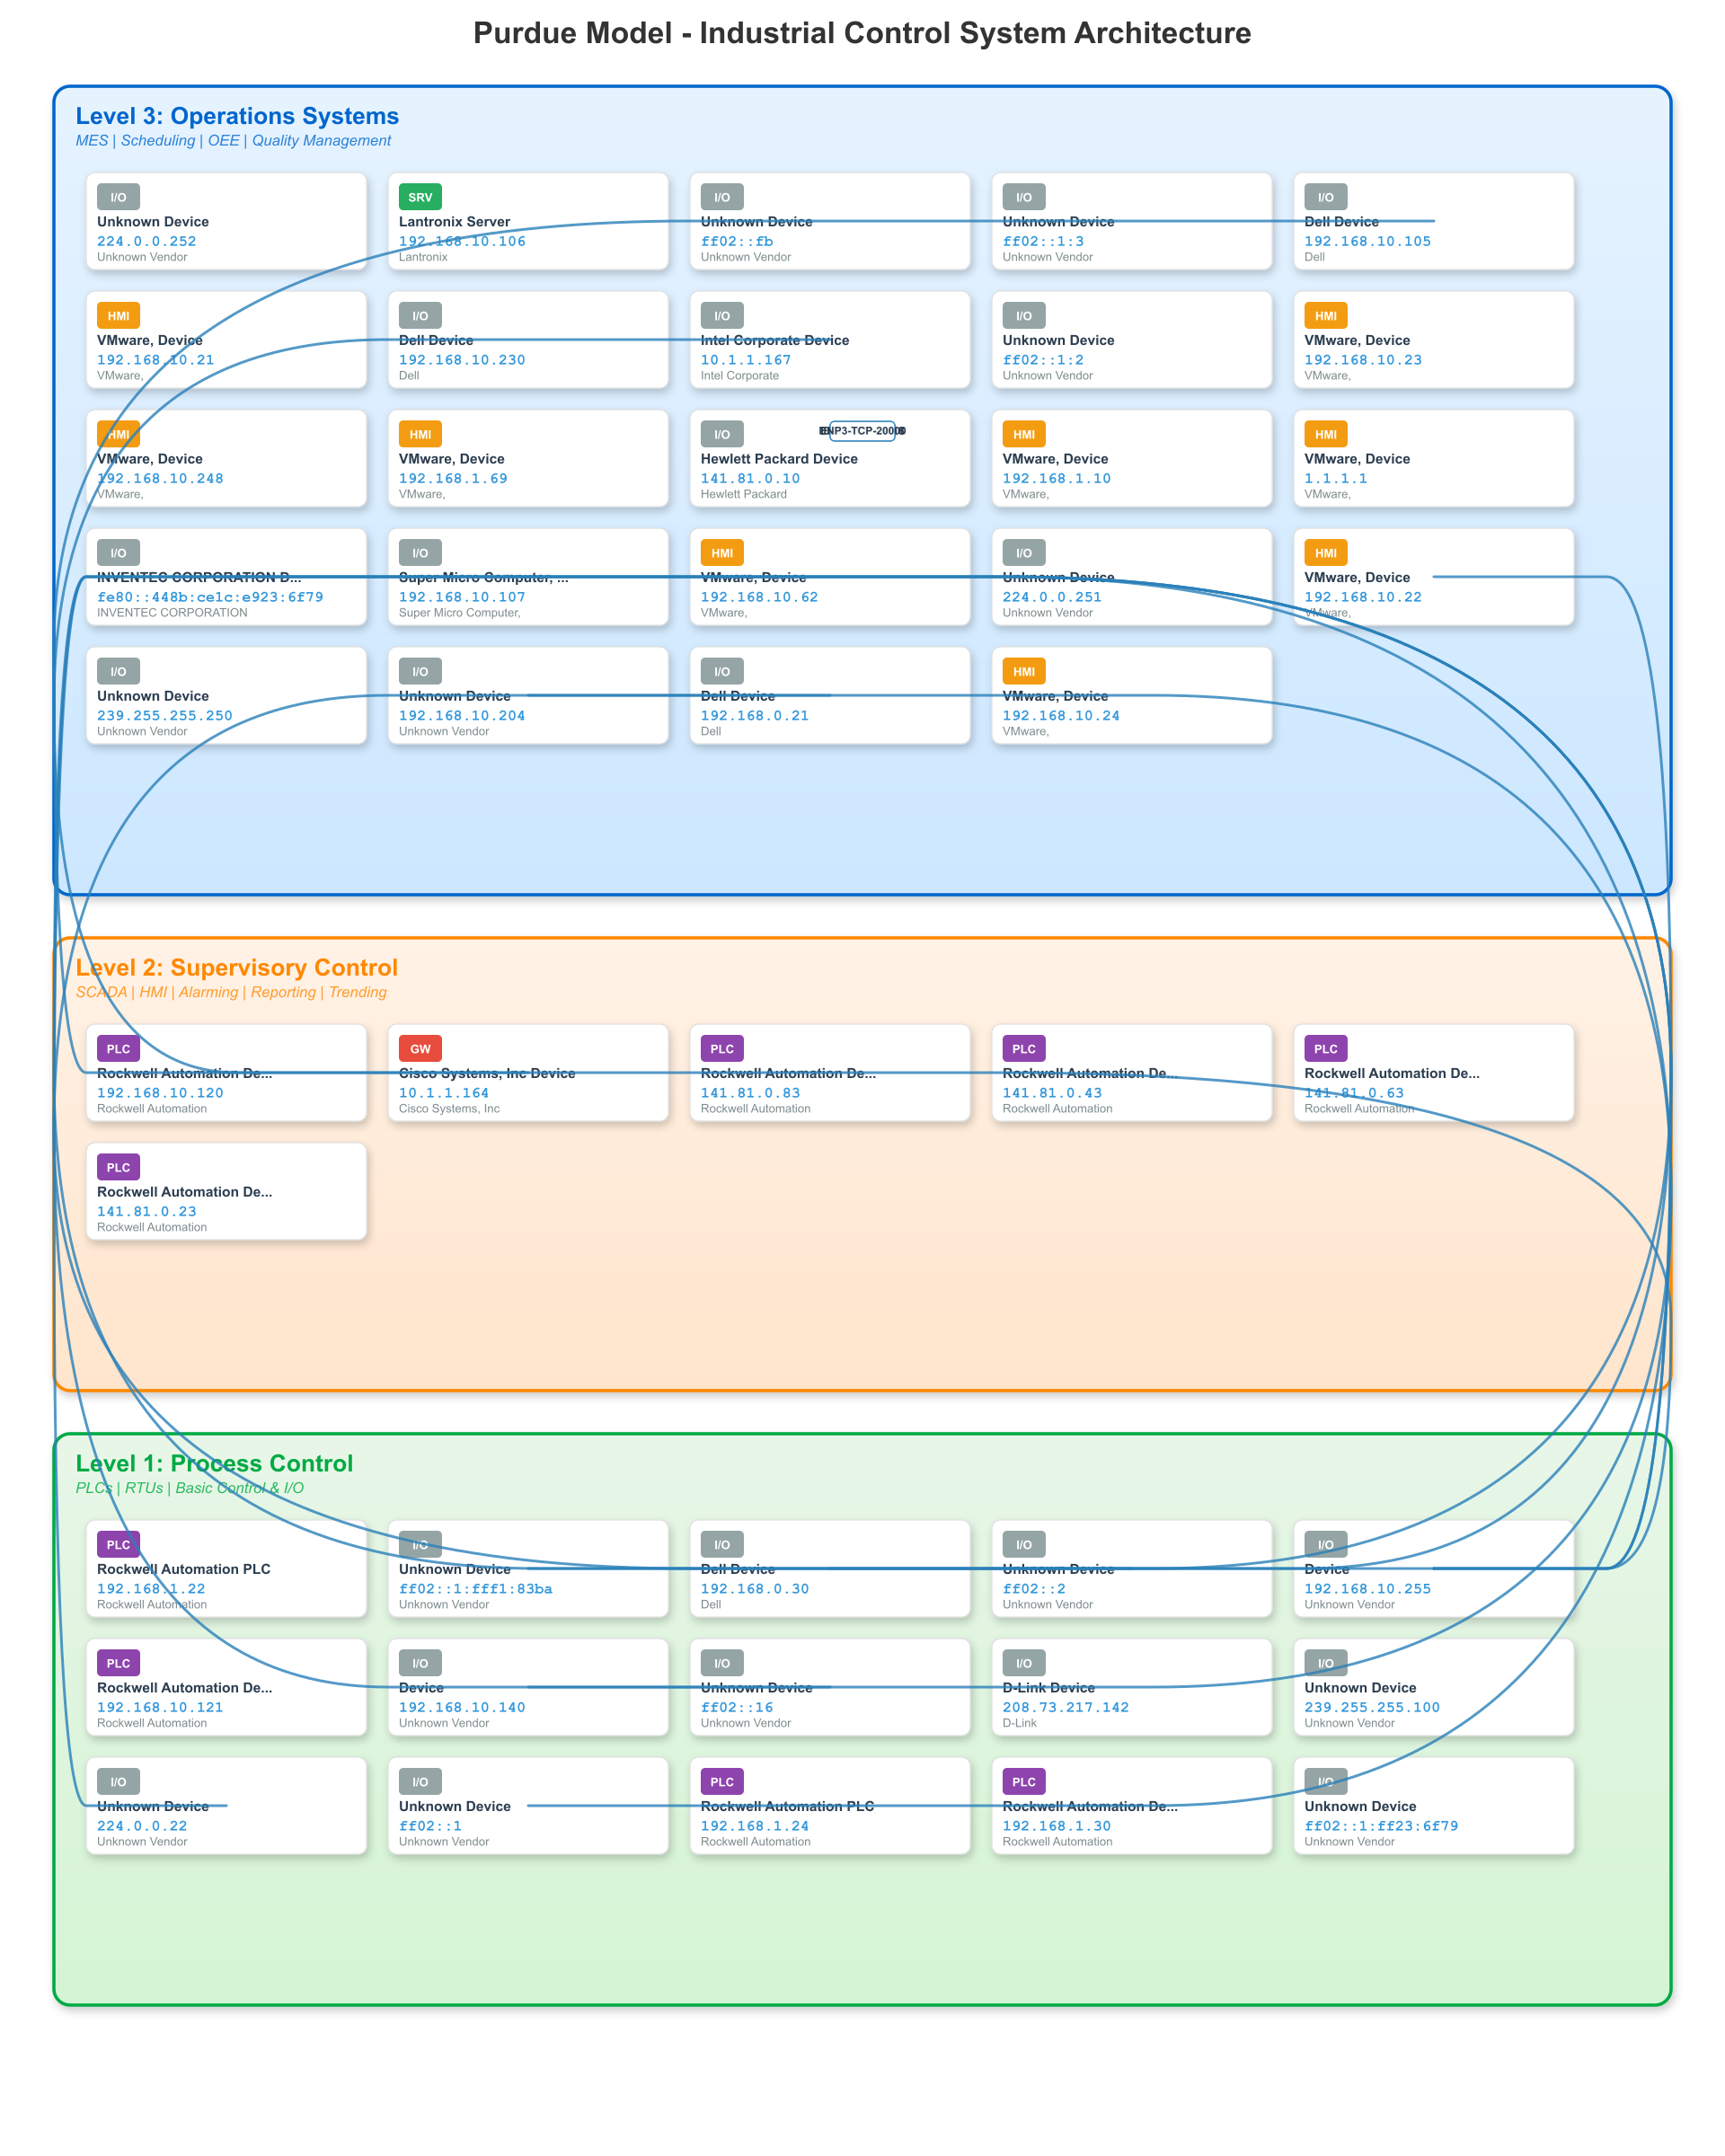 Purdue Model - Industrial Control System Architecture
Level 3: Operations Systems
MES | Scheduling | OEE | Quality Management
I/O
Unknown Device
224.0.0.252
Unknown Vendor
SRV
Lantronix Server
192.168.10.106
Lantronix
I/O
Unknown Device
ff02::fb
Unknown Vendor
I/O
Unknown Device
ff02::1:3
Unknown Vendor
I/O
Dell Device
192.168.10.105
Dell
HMI
VMware, Device
192.168.10.21
VMware,
I/O
Dell Device
192.168.10.230
Dell
I/O
Intel Corporate Device
10.1.1.167
Intel Corporate
I/O
Unknown Device
ff02::1:2
Unknown Vendor
HMI
VMware, Device
192.168.10.23
VMware,
HMI
VMware, Device
192.168.10.248
VMware,
HMI
VMware, Device
192.168.1.69
VMware,
I/O
Hewlett Packard Device
141.81.0.10
Hewlett Packard
HMI
VMware, Device
192.168.1.10
VMware,
HMI
VMware, Device
1.1.1.1
VMware,
I/O
INVENTEC CORPORATION D...
fe80::448b:ce1c:e923:6f79
INVENTEC CORPORATION
I/O
Super Micro Computer, ...
192.168.10.107
Super Micro Computer,
HMI
VMware, Device
192.168.10.62
VMware,
I/O
Unknown Device
224.0.0.251
Unknown Vendor
HMI
VMware, Device
192.168.10.22
VMware,
I/O
Unknown Device
239.255.255.250
Unknown Vendor
I/O
Unknown Device
192.168.10.204
Unknown Vendor
I/O
Dell Device
192.168.0.21
Dell
HMI
VMware, Device
192.168.10.24
VMware,
Level 2: Supervisory Control
SCADA | HMI | Alarming | Reporting | Trending
PLC
Rockwell Automation De...
192.168.10.120
Rockwell Automation
GW
Cisco Systems, Inc Device
10.1.1.164
Cisco Systems, Inc
PLC
Rockwell Automation De...
141.81.0.83
Rockwell Automation
PLC
Rockwell Automation De...
141.81.0.43
Rockwell Automation
PLC
Rockwell Automation De...
141.81.0.63
Rockwell Automation
PLC
Rockwell Automation De...
141.81.0.23
Rockwell Automation
Level 1: Process Control
PLCs | RTUs | Basic Control & I/O
PLC
Rockwell Automation PLC
192.168.1.22
Rockwell Automation
I/O
Unknown Device
ff02::1:fff1:83ba
Unknown Vendor
I/O
Dell Device
192.168.0.30
Dell
I/O
Unknown Device
ff02::2
Unknown Vendor
I/O
Device
192.168.10.255
Unknown Vendor
PLC
Rockwell Automation De...
192.168.10.121
Rockwell Automation
I/O
Device
192.168.10.140
Unknown Vendor
I/O
Unknown Device
ff02::16
Unknown Vendor
I/O
D-Link Device
208.73.217.142
D-Link
I/O
Unknown Device
239.255.255.100
Unknown Vendor
I/O
Unknown Device
224.0.0.22
Unknown Vendor
I/O
Unknown Device
ff02::1
Unknown Vendor
PLC
Rockwell Automation PLC
192.168.1.24
Rockwell Automation
PLC
Rockwell Automation De...
192.168.1.30
Rockwell Automation
I/O
Unknown Device
ff02::1:ff23:6f79
Unknown Vendor